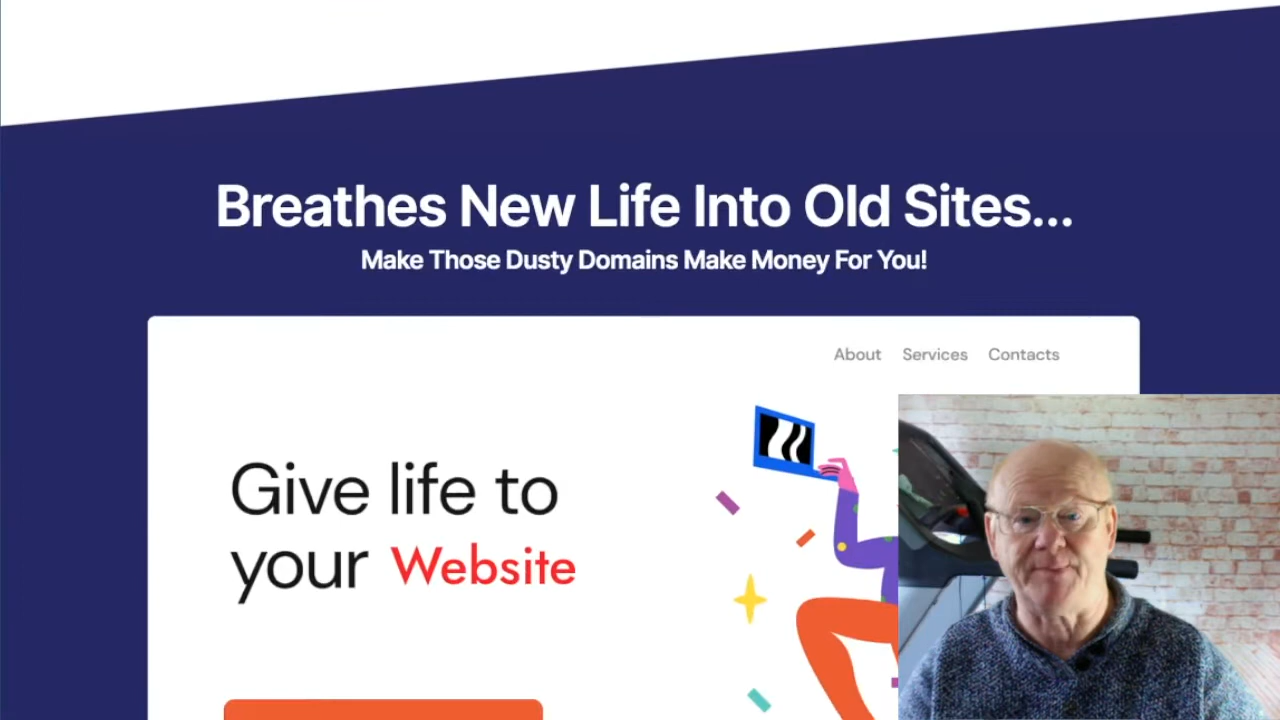 Breathes New Life Into Old Sites...
Make Those Dusty Domains Make Money For You!
About Services Contacts
Give life to
your Website